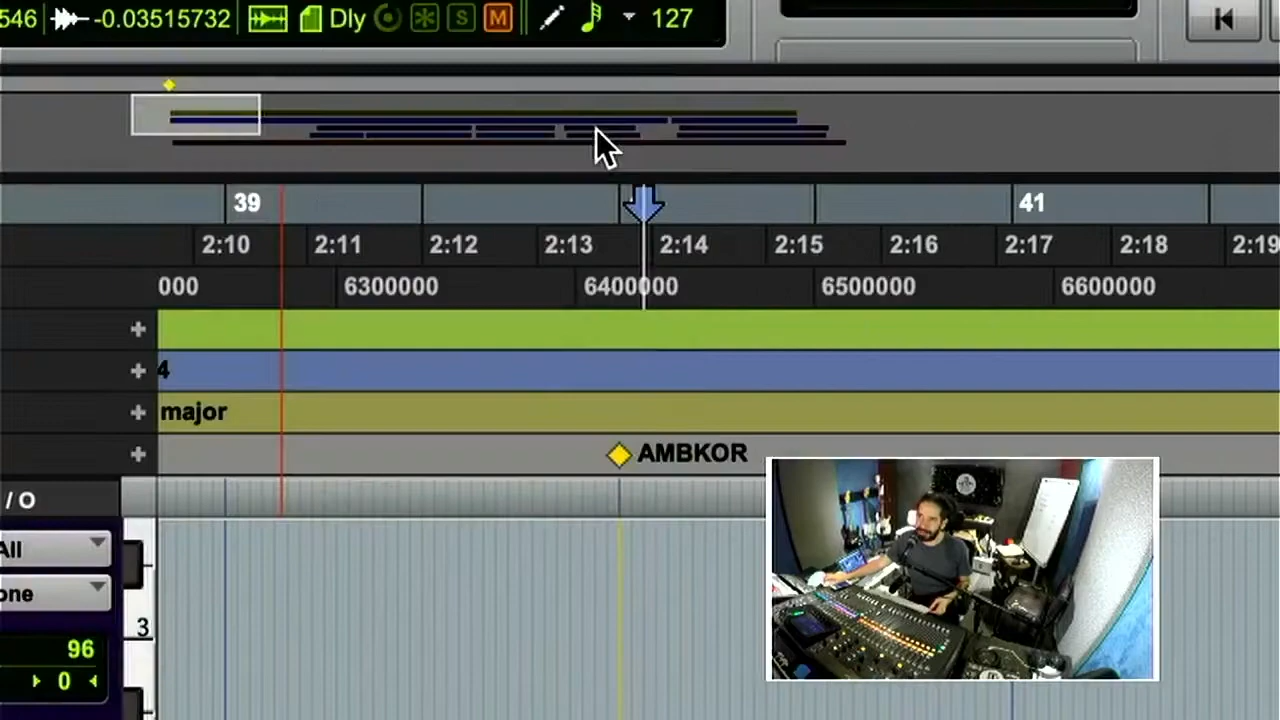 546 -0.03515732 Dly S M 127
39 41
2:10 2:11 2:12 2:13 2:14 2:15 2:16 2:17 2:18 2:19
000 6300000 6400000 6500000 6600000
4
major
AMBKOR
/ O
All
one
3
96
0